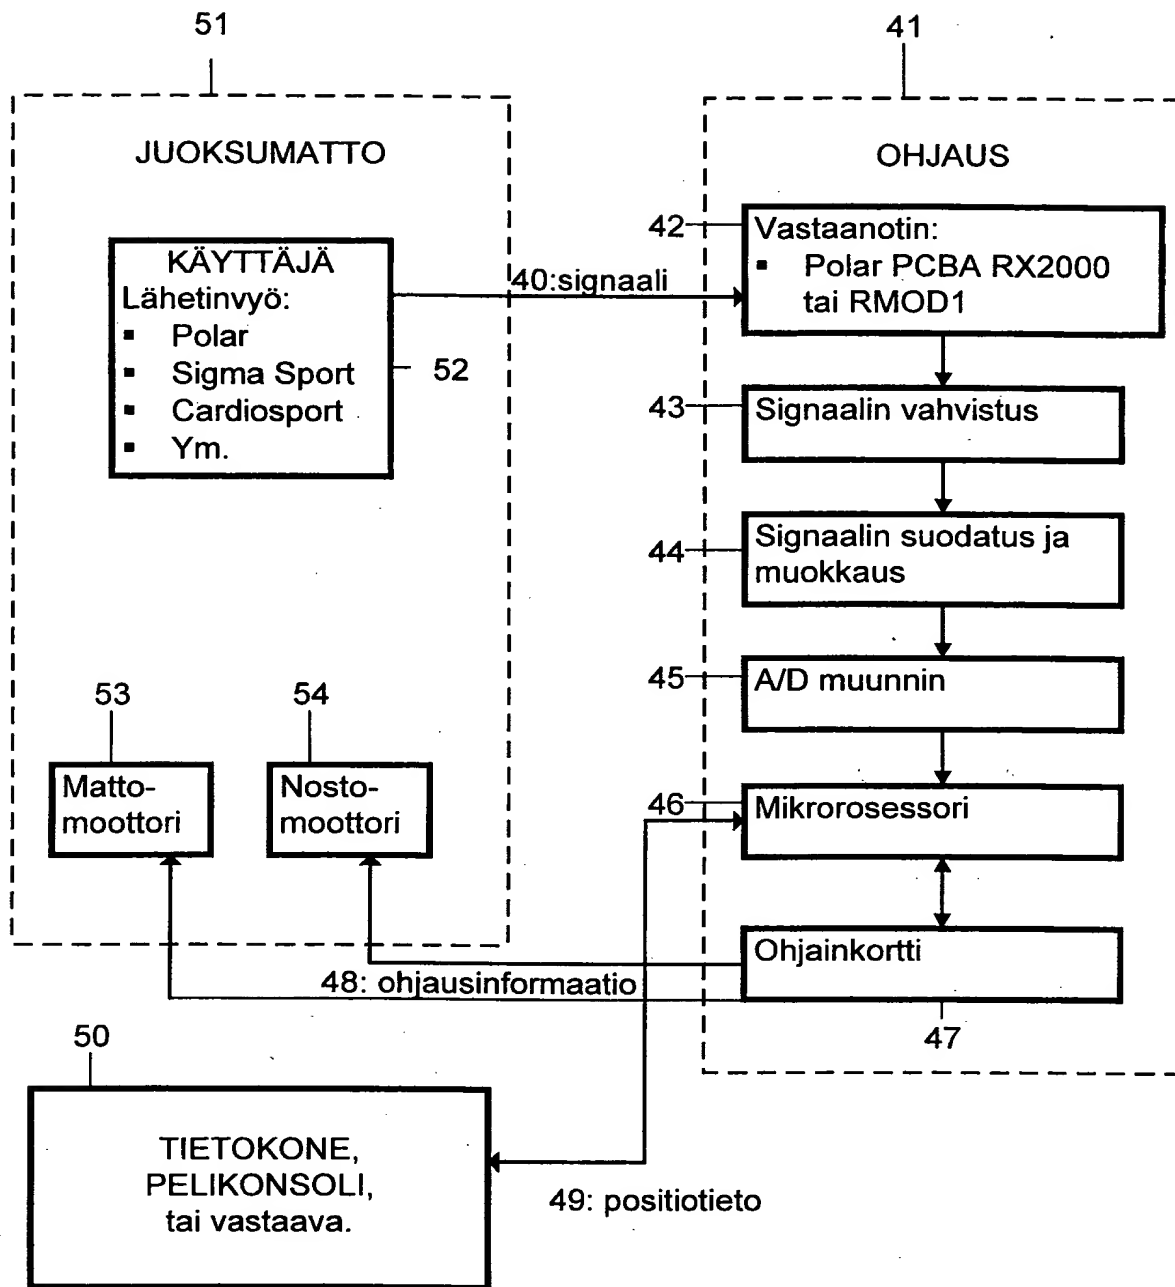 51
41
JUOKSUMATTO
OHJAUS
KÄYTTÄJÄ
Lähetinvyö:
▪ Polar
▪ Sigma Sport
▪ Cardiosport
▪ Ym.
52
40:signaali
42
Vastaanotin:
▪ Polar PCBA RX2000
tai RMOD1
43
Signaalin vahvistus
44
Signaalin suodatus ja
muokkaus
45
A/D muunnin
53
54
Matto-
moottori
Nosto-
moottori
46
Mikrorosessori
Ohjainkortti
48: ohjausinformaatio
47
50
TIETOKONE,
PELIKONSOLI,
tai vastaava.
49: positiotieto